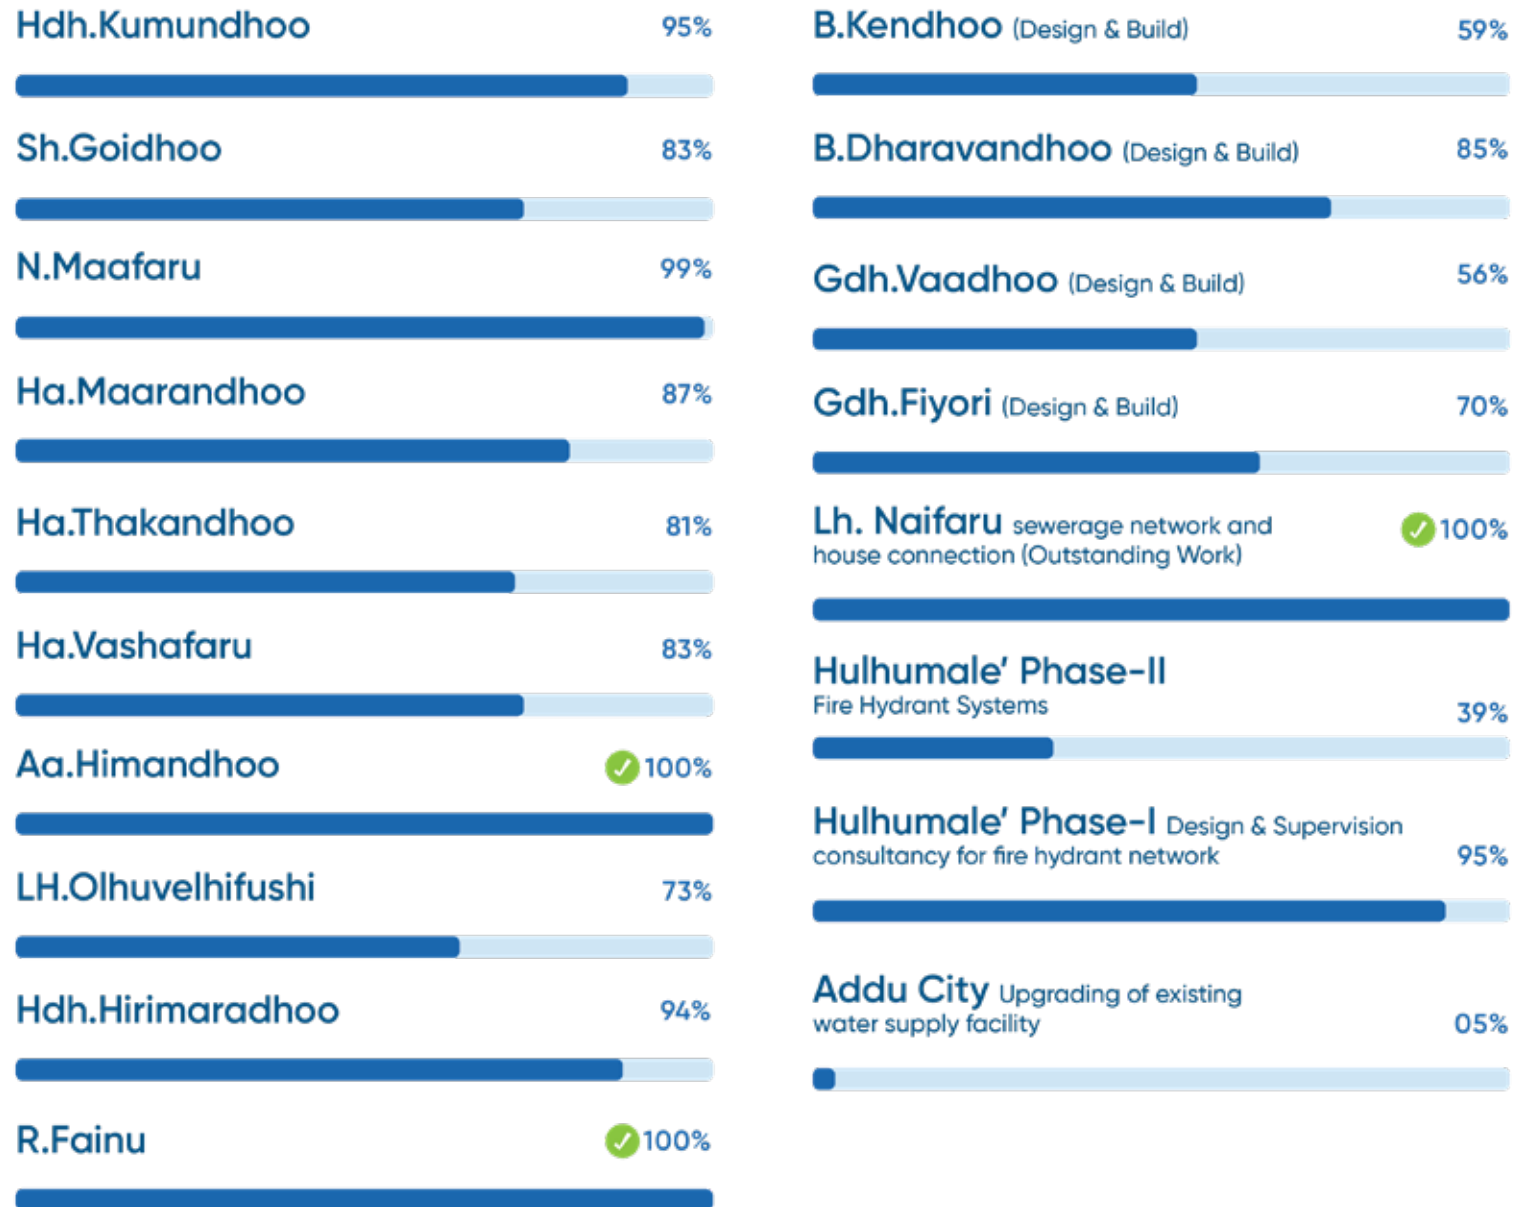 Hdh.Kumundhoo 95%
Sh.Goidhoo 83%
N.Maafaru 99%
Ha.Maarandhoo 87%
Ha.Thakandhoo 81%
Ha.Vashafaru 83%
Aa.Himandhoo 100%
LH.Olhuvelhifushi 73%
Hdh.Hirimaradhoo 94%
R.Fainu 100%
B.Kendhoo (Design & Build) 59%
B.Dharavandhoo (Design & Build) 85%
Gdh.Vaadhoo (Design & Build) 56%
Gdh.Fiyori (Design & Build) 70%
Lh. Naifaru sewerage network and 100%
house connection (Outstanding Work)
Hulhumale’ Phase-II
Fire Hydrant Systems 39%
Hulhumale’ Phase-I Design & Supervision
consultancy for fire hydrant network 95%
Addu City Upgrading of existing
water supply facility 05%